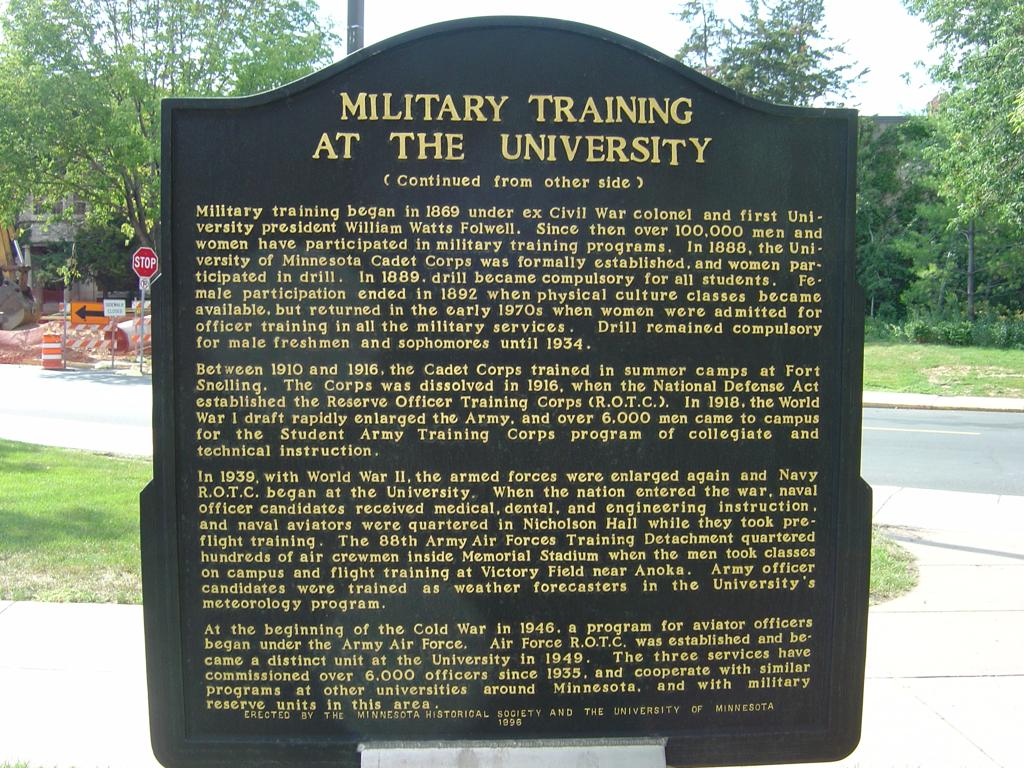 MILITARY TRAINING
AT THE UNIVERSITY
(Continued from other side)
Military training began in 1869 under ex Civil War colonel and first Uni-
versity president William Watts Folwell. Since then over 100,000 men and
women have participated in military training programs. In 1888, the Uni-
versity of Minnesota Cadet Corps was formally established, and women par-
ticipated in drill. In 1889, drill became compulsory for all students. Fe-
male participation ended in 1892 when physical culture classes became
available, but returned in the early 1970s when women were admitted for
officer training in all the military services. Drill remained compulsory
for male freshmen and sophomores until 1934.
Between 1910 and 1916, the Cadet Corps trained in summer camps at Fort
Snelling. The Corps was dissolved in 1916, when the National Defense Act
established the Reserve Officer Training Corps (R.O.T.C.). In 1918, the World
War I draft rapidly enlarged the Army, and over 6,000 men came to campus
for the Student Army Training Corps program of collegiate and
technical instruction.
In 1939, with World War II, the armed forces were enlarged again and Navy
R.O.T.C. began at the University. When the nation entered the war, naval
officer candidates received medical, dental, and engineering instruction,
and naval aviators were quartered in Nicholson Hall while they took pre-
flight training. The 88th Army Air Forces Training Detachment quartered
hundreds of air crewmen inside Memorial Stadium when the men took classes
on campus and flight training at Victory Field near Anoka. Army officer
candidates were trained as weather forecasters in the University's
meteorology program.
At the beginning of the Cold War in 1946, a program for aviator officers
began under the Army Air Force. Air Force R.O.T.C. was established and be-
came a distinct unit at the University in 1949. The three services have
commissioned over 6,000 officers since 1935, and cooperate with similar
programs at other universities around Minnesota, and with military
reserve units in this area.
ERECTED BY THE MINNESOTA HISTORICAL SOCIETY AND THE UNIVERSITY OF MINNESOTA
1996
STOP
SIDEWALK
CLOSED